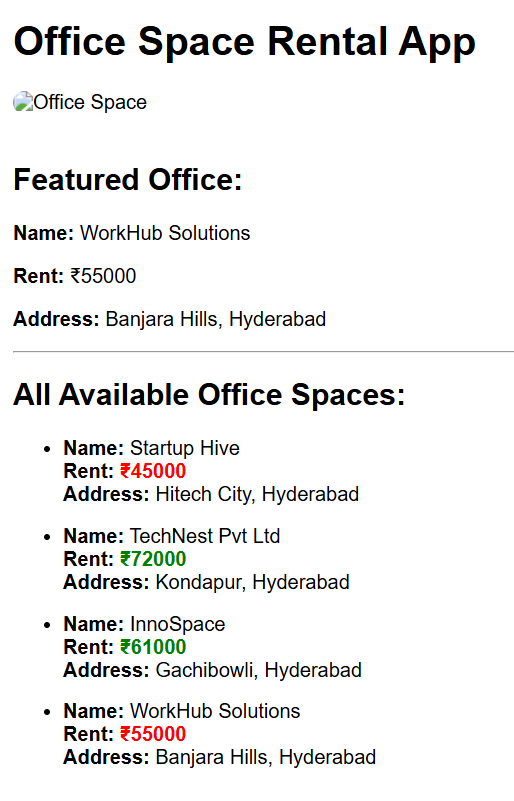 Office Space Rental App
Office Space
Featured Office:
Name: WorkHub Solutions
Rent: ₹55000
Address: Banjara Hills, Hyderabad
All Available Office Spaces:
• Name: Startup Hive
Rent: ₹45000
Address: Hitech City, Hyderabad
• Name: TechNest Pvt Ltd
Rent: ₹72000
Address: Kondapur, Hyderabad
• Name: InnoSpace
Rent: ₹61000
Address: Gachibowli, Hyderabad
• Name: WorkHub Solutions
Rent: ₹55000
Address: Banjara Hills, Hyderabad